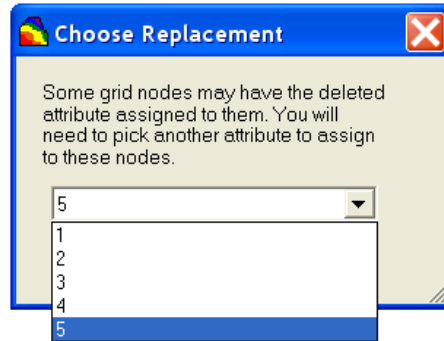 Choose Replacement
Some grid nodes may have the deleted
attribute assigned to them. You will
need to pick another attribute to assign
to these nodes.
5
1
2
3
4
5